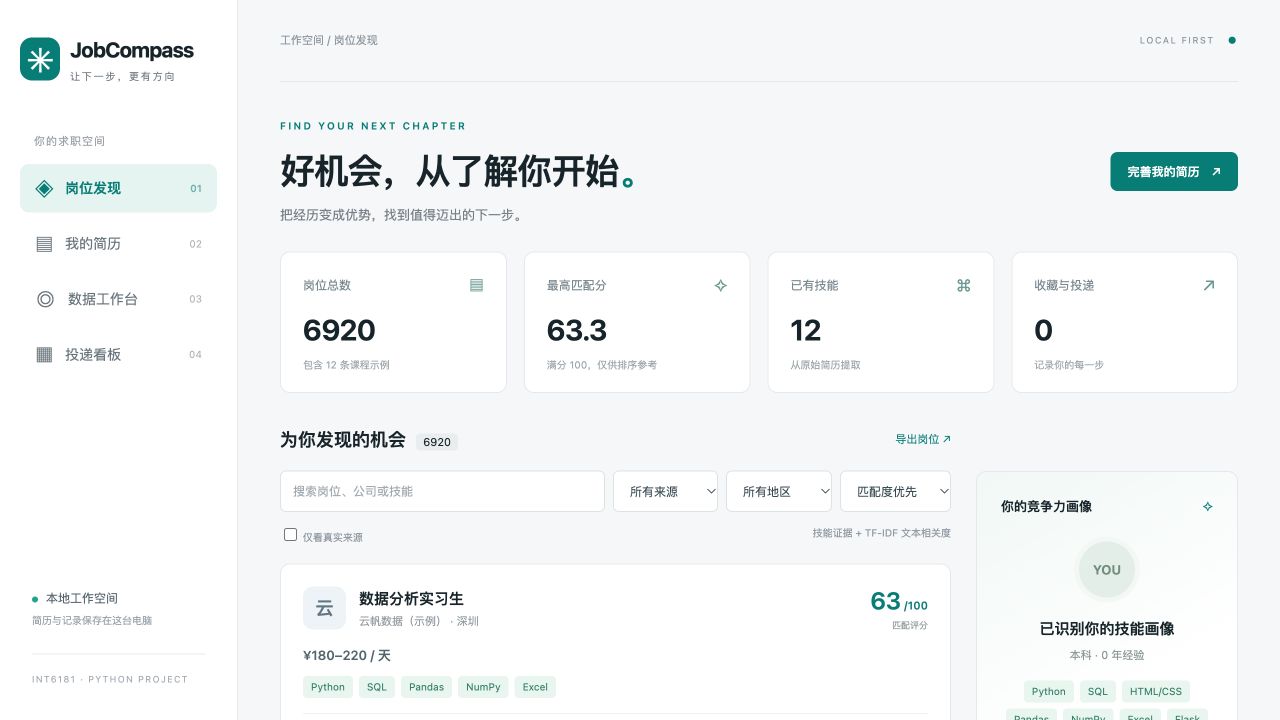 JobCompass
让下一步，更有方向
你的求职空间
岗位发现 01
我的简历 02
数据工作台 03
投递看板 04
本地工作空间
简历与记录保存在这台电脑
INT6181 · PYTHON PROJECT
工作空间 / 岗位发现
LOCAL FIRST
FIND YOUR NEXT CHAPTER
好机会，从了解你开始。
把经历变成优势，找到值得迈出的下一步。
完善我的简历
岗位总数
6920
包含 12 条课程示例
最高匹配分
63.3
满分 100，仅供排序参考
已有技能
12
从原始简历提取
收藏与投递
0
记录你的每一步
为你发现的机会 6920
导出岗位
搜索岗位、公司或技能
所有来源
所有地区
匹配度优先
仅看真实来源
技能证据 + TF-IDF 文本相关度
云
数据分析实习生
云帆数据（示例） · 深圳
63 /100
匹配评分
¥180–220 / 天
Python SQL Pandas NumPy Excel
你的竞争力画像
YOU
已识别你的技能画像
本科 · 0 年经验
Python SQL HTML/CSS
Pandas NumPy Excel Flask